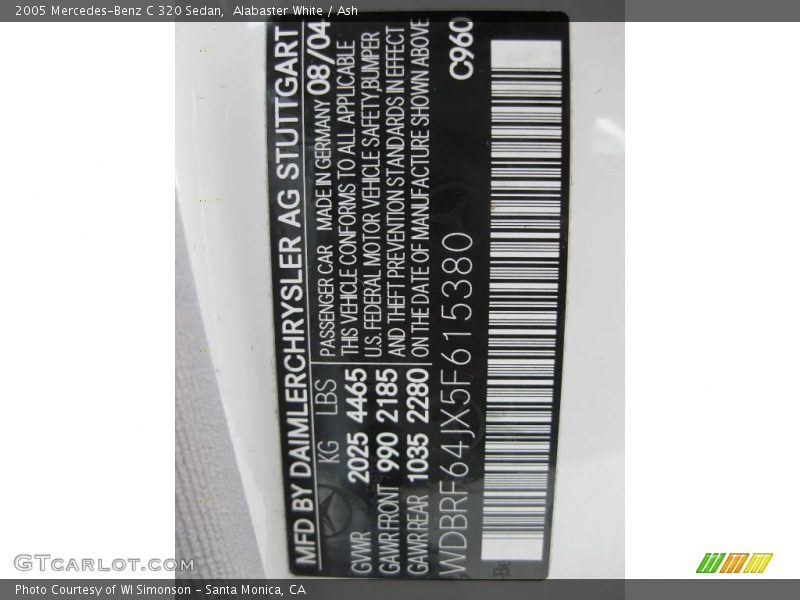 2005 Mercedes-Benz C 320 Sedan,  Alabaster White / Ash
MFD BY DAIMLERCHRYSLER AG STUTTGART
KG LBS PASSENGER CAR MADE IN GERMANY 08/04
GVWR 2025 4465 THIS VEHICLE CONFORMS TO ALL APPLICABLE
U.S. FEDERAL MOTOR VEHICLE SAFETY,BUMPER
GAWR FRONT 990 2185 AND THEFT PREVENTION STANDARDS IN EFFECT
GAWR REAR 1035 2280 ON THE DATE OF MANUFACTURE SHOWN ABOVE
WDBRF64JX5F615380 C960
GTCarlot.com
Photo Courtesy of WI Simonson - Santa Monica, CA